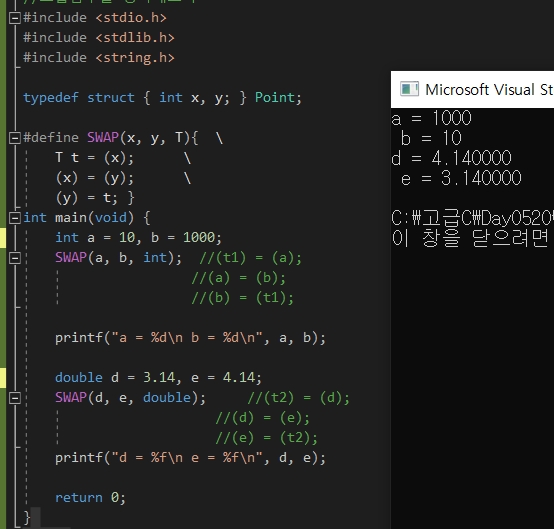 #include <stdio.h>
#include <stdlib.h>
#include <string.h>
typedef struct { int x, y; } Point;
#define SWAP(x, y, T){  \
T t = (x);      \
(x) = (y);      \
(y) = t; }
int main(void) {
int a = 10, b = 1000;
SWAP(a, b, int);  //(t1) = (a);
//(a) = (b);
//(b) = (t1);
printf("a = %d\n b = %d\n", a, b);
double d = 3.14, e = 4.14;
SWAP(d, e, double);     //(t2) = (d);
//(d) = (e);
//(e) = (t2);
printf("d = %f\n e = %f\n", d, e);
return 0;
}
Microsoft Visual St
a = 1000
b = 10
d = 4.140000
e = 3.140000
C:\고급C\Day0520\
이 창을 닫으려면